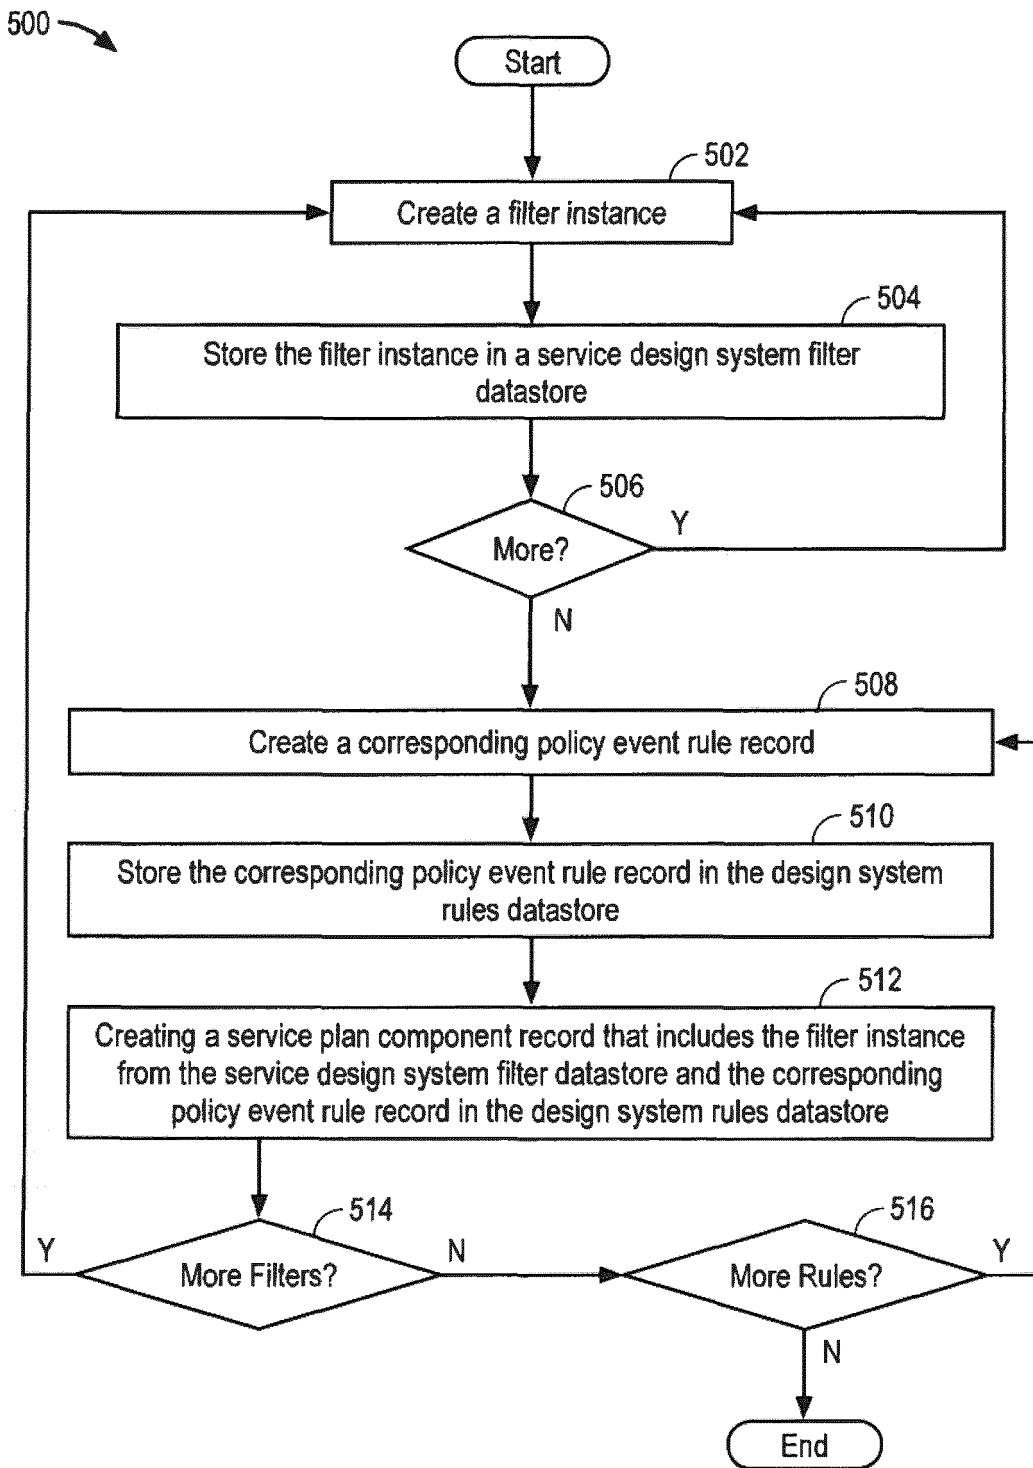 500
Start
502
Create a filter instance
504
Store the filter instance in a service design system filter
datastore
506
More?
Y
N
508
Create a corresponding policy event rule record
510
Store the corresponding policy event rule record in the design system
rules datastore
512
Creating a service plan component record that includes the filter instance
from the service design system filter datastore and the corresponding
policy event rule record in the design system rules datastore
514
Y
More Filters?
N
516
More Rules?
Y
N
End